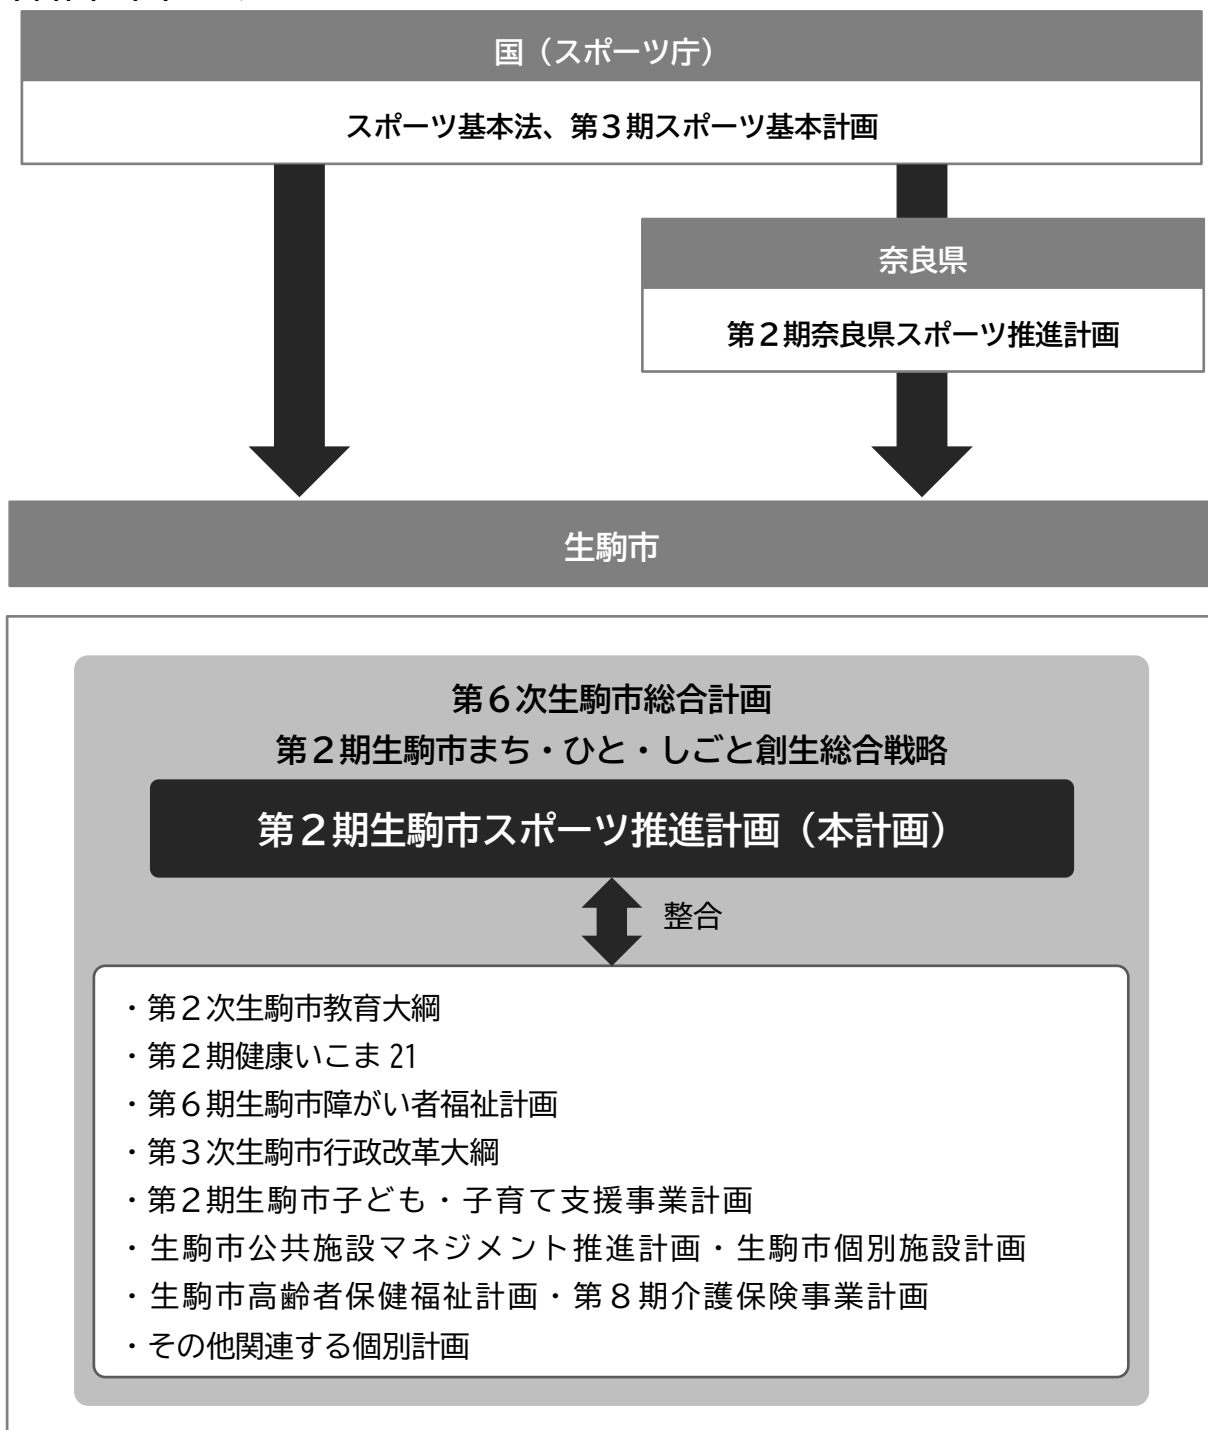 国（スポーツ庁）
スポーツ基本法、第３期スポーツ基本計画
奈良県
第２期奈良県スポーツ推進計画
生駒市
第６次生駒市総合計画
第２期生駒市まち・ひと・しごと創生総合戦略
第２期生駒市スポーツ推進計画（本計画）
整合
・第２次生駒市教育大綱
・第２期健康いこま 21
・第６期生駒市障がい者福祉計画
・第３次生駒市行政改革大綱
・第２期生駒市子ども・子育て支援事業計画
・生駒市公共施設マネジメント推進計画・生駒市個別施設計画
・生駒市高齢者保健福祉計画・第８期介護保険事業計画
・その他関連する個別計画